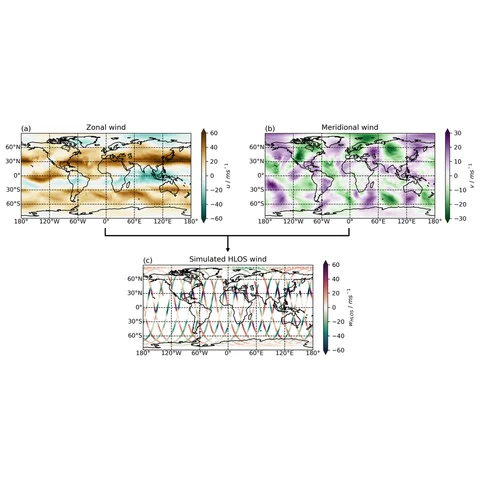 (a) Zonal wind
60°N
30°N
0°
30°S
60°S
180° 120°W 60°W 0° 60°E 120°E 180°
60
40
20
0
−20
−40
−60
u / ms⁻¹
(b) Meridional wind
60°N
30°N
0°
30°S
60°S
180° 120°W 60°W 0° 60°E 120°E 180°
30
20
10
0
−10
−20
−30
v / ms⁻¹
(c) Simulated HLOS wind
60°N
30°N
0°
30°S
60°S
180° 120°W 60°W 0° 60°E 120°E 180°
60
40
20
0
−20
−40
−60
w_HLOS / ms⁻¹